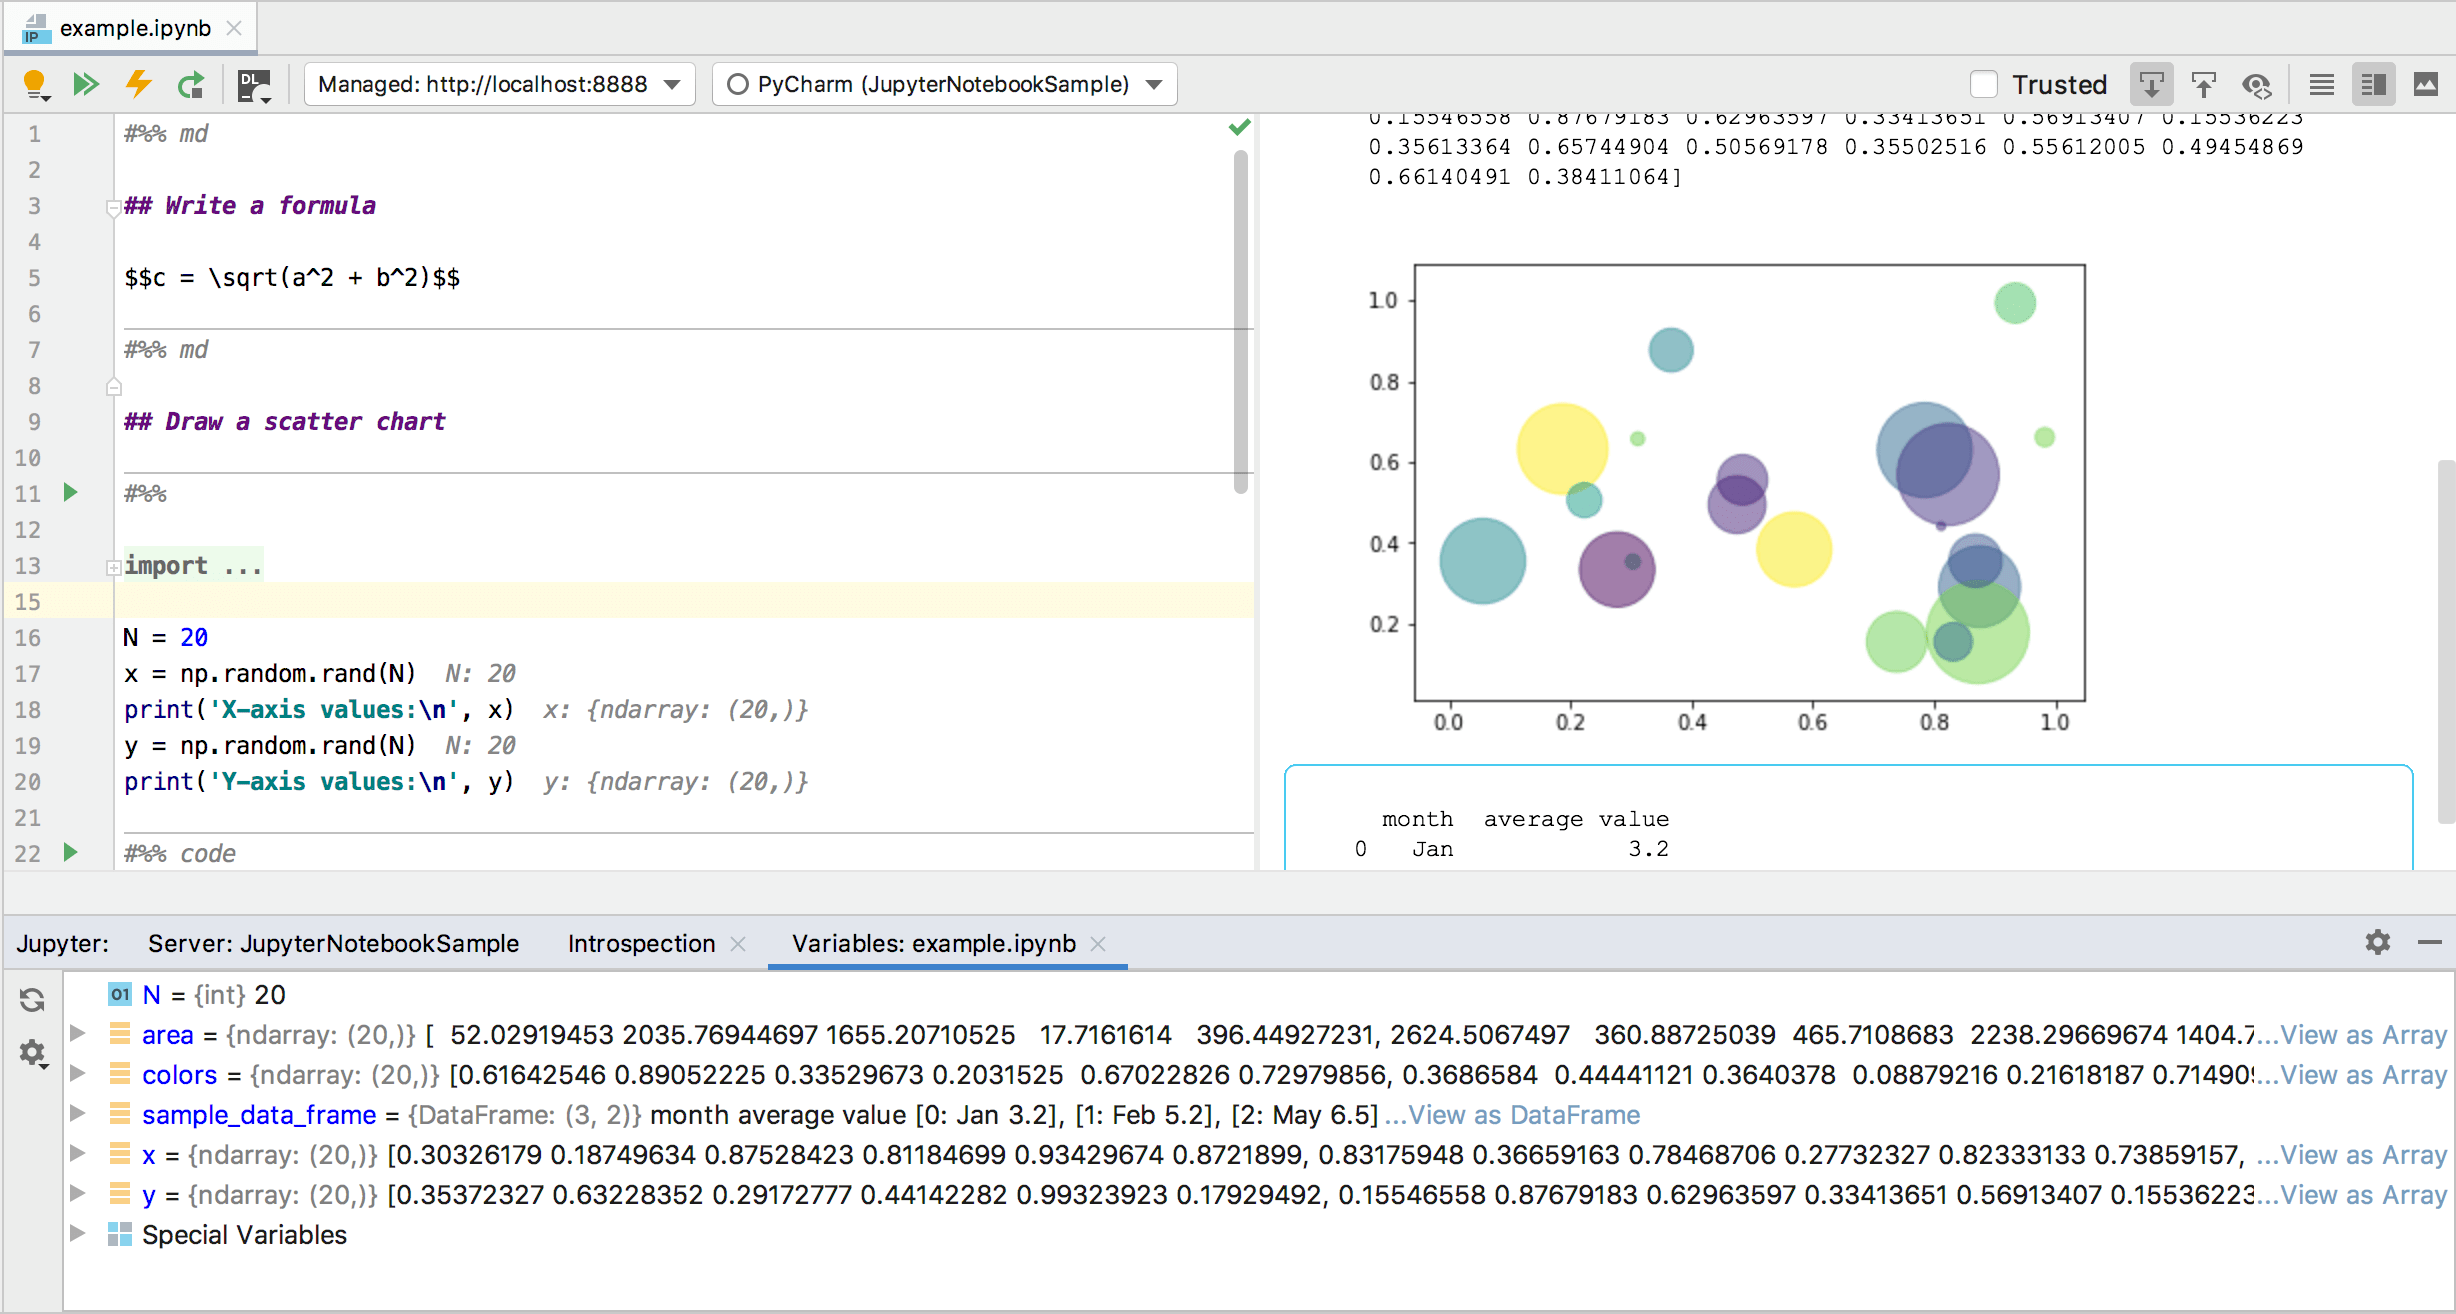 example.ipynb
Managed: http://localhost:8888
PyCharm (JupyterNotebookSample)
Trusted
1 #%% md
2
3 ## Write a formula
4
5 $$c = \sqrt(a^2 + b^2)$$
6
7 #%% md
8
9 ## Draw a scatter chart
10
11 #%%
12
13 import ...
15
16 N = 20
17 x = np.random.rand(N) N: 20
18 print('X-axis values:\n', x) x: {ndarray: (20,)}
19 y = np.random.rand(N) N: 20
20 print('Y-axis values:\n', y) y: {ndarray: (20,)}
21
22 #%% code
0.15546558 0.87679183 0.62963597 0.33413651 0.56913407 0.15536223
0.35613364 0.65744904 0.50569178 0.35502516 0.55612005 0.49454869
0.66140491 0.38411064]
1.0
0.8
0.6
0.4
0.2
0.0 0.2 0.4 0.6 0.8 1.0
month average value
0 Jan 3.2
Jupyter: Server: JupyterNotebookSample Introspection Variables: example.ipynb
01 N = {int} 20
area = {ndarray: (20,)} [ 52.02919453 2035.76944697 1655.20710525 17.7161614 396.44927231, 2624.5067497 360.88725039 465.7108683 2238.29669674 1404.7...View as Array
colors = {ndarray: (20,)} [0.61642546 0.89052225 0.33529673 0.2031525 0.67022826 0.72979856, 0.3686584 0.44441121 0.3640378 0.08879216 0.21618187 0.71490...View as Array
sample_data_frame = {DataFrame: (3, 2)} month average value [0: Jan 3.2], [1: Feb 5.2], [2: May 6.5] ...View as DataFrame
x = {ndarray: (20,)} [0.30326179 0.18749634 0.87528423 0.81184699 0.93429674 0.8721899, 0.83175948 0.36659163 0.78468706 0.27732327 0.82333133 0.73859157, ...View as Array
y = {ndarray: (20,)} [0.35372327 0.63228352 0.29172777 0.44142282 0.99323923 0.17929492, 0.15546558 0.87679183 0.62963597 0.33413651 0.56913407 0.15536223...View as Array
Special Variables